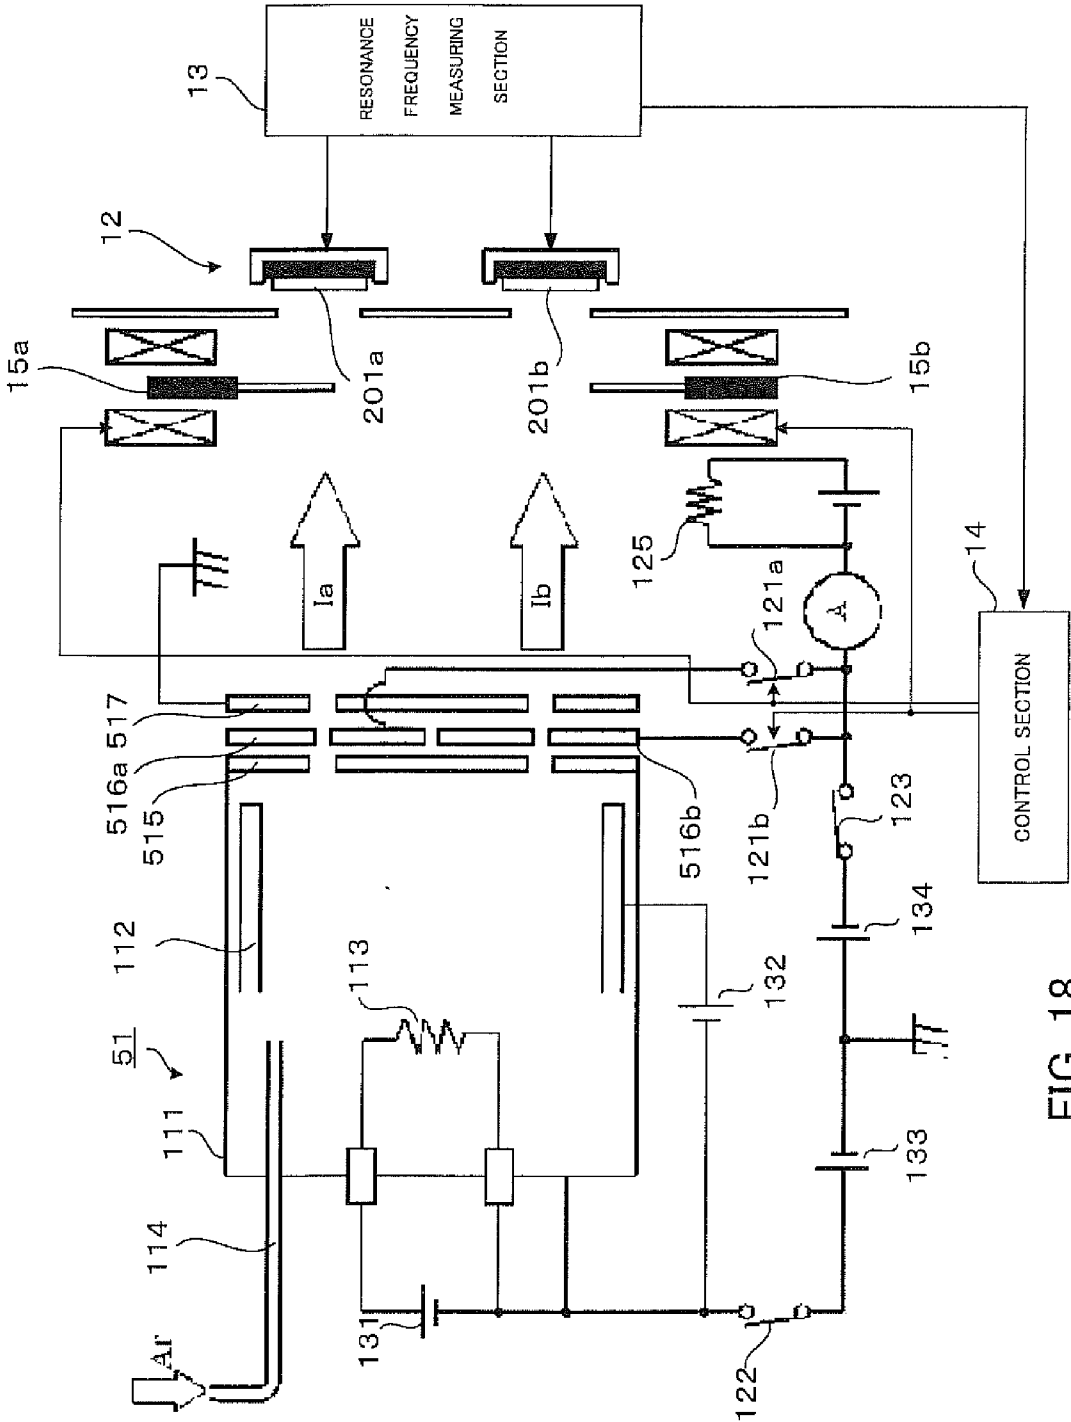 13
RESONANCE
FREQUENCY
MEASURING
SECTION
12
15a
201a
201b
15b
Ia
Ib
125
A
121a
14
CONTROL SECTION
517
516a
515
516b
121b
123
112
113
132
134
51
111
114
133
131
122
Ar
FIG. 18